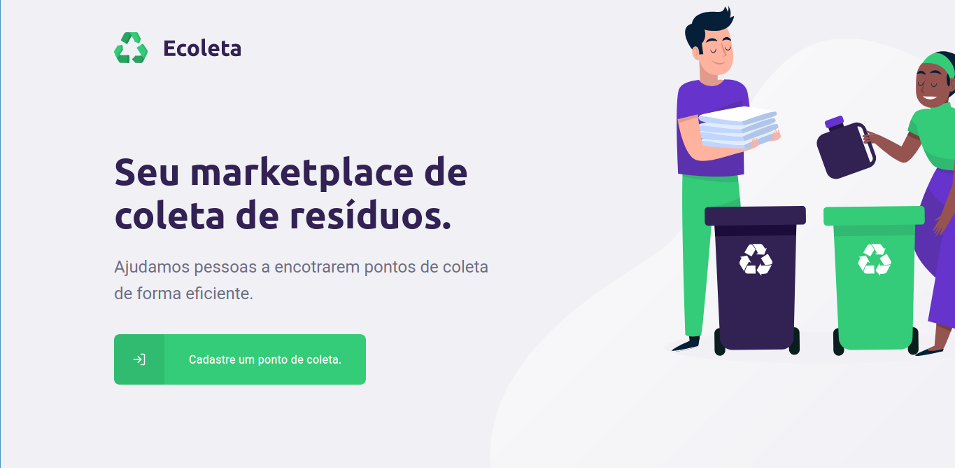 Ecoleta
Seu marketplace de
coleta de resíduos.
Ajudamos pessoas a encotrarem pontos de coleta
de forma eficiente.
Cadastre um ponto de coleta.